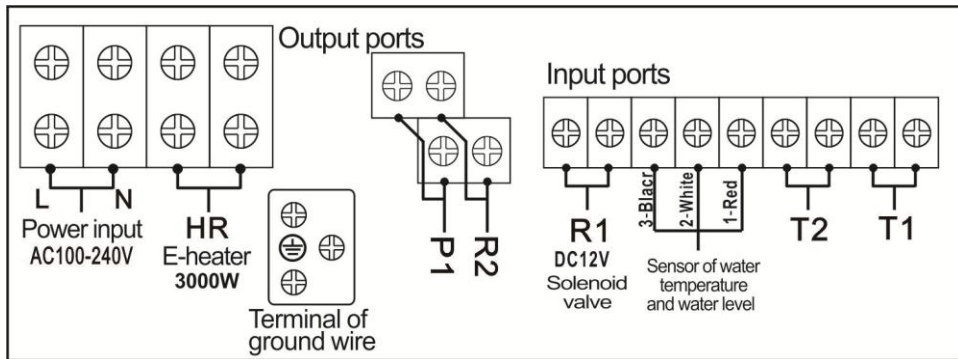 Output ports
L N
Power input
AC100-240V
HR
E-heater
3000W
Terminal of
ground wire
P1
R2
Input ports
R1
DC12V
Solenoid
valve
3-Blacr
2-White
1-Red
Sensor of water
temperature
and water level
T2
T1